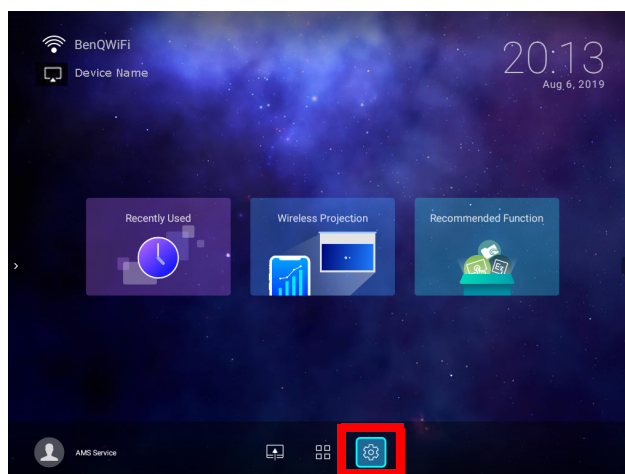 BenQWiFi
Device Name
20:13
Aug 6, 2019
Recently Used
Wireless Projection
Recommended Function
AMS Service